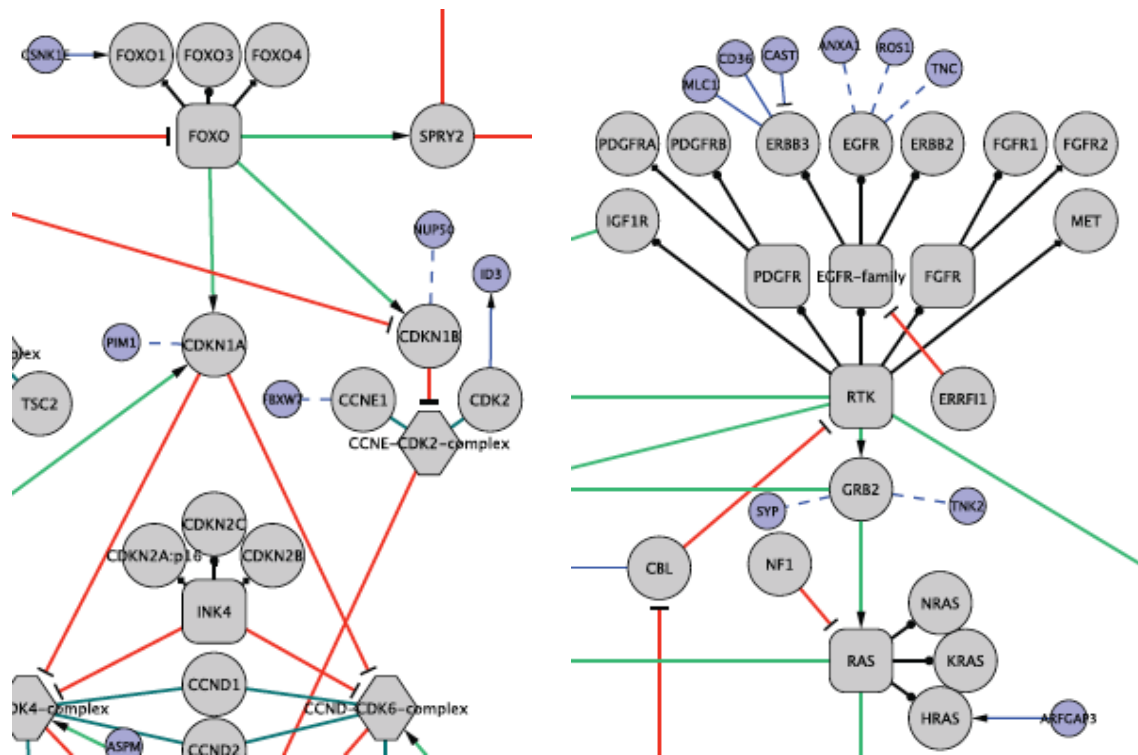 CSNK1E
FOXO1
FOXO3
FOXO4
FOXO
SPRY2
NUP50
ID3
PIM1
CDKN1A
CDKN1B
plex
TSC2
FBXW7
CCNE1
CDK2
CCNE-CDK2-complex
CDKN2C
CDKN2A:p16
CDKN2B
INK4
CCND1
DK4-complex
CCND-CDK6-complex
ASPM
CCND2
ANXA1
ROS1
CD36
CAST
TNC
MLC1
PDGFRA
PDGFRB
ERBB3
EGFR
ERBB2
FGFR1
FGFR2
IGF1R
MET
PDGFR
EGFR-family
FGFR
RTK
ERRFI1
GRB2
SYP
TNK2
CBL
NF1
NRAS
RAS
KRAS
HRAS
ARFGAP3